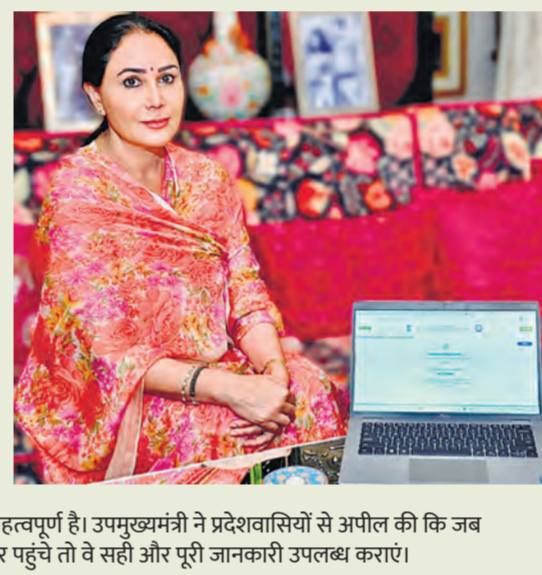 हत्वपूर्ण है। उपमुख्यमंत्री ने प्रदेशवासियों से अपील की कि जब
र पहुंचे तो वे सही और पूरी जानकारी उपलब्ध कराएं।